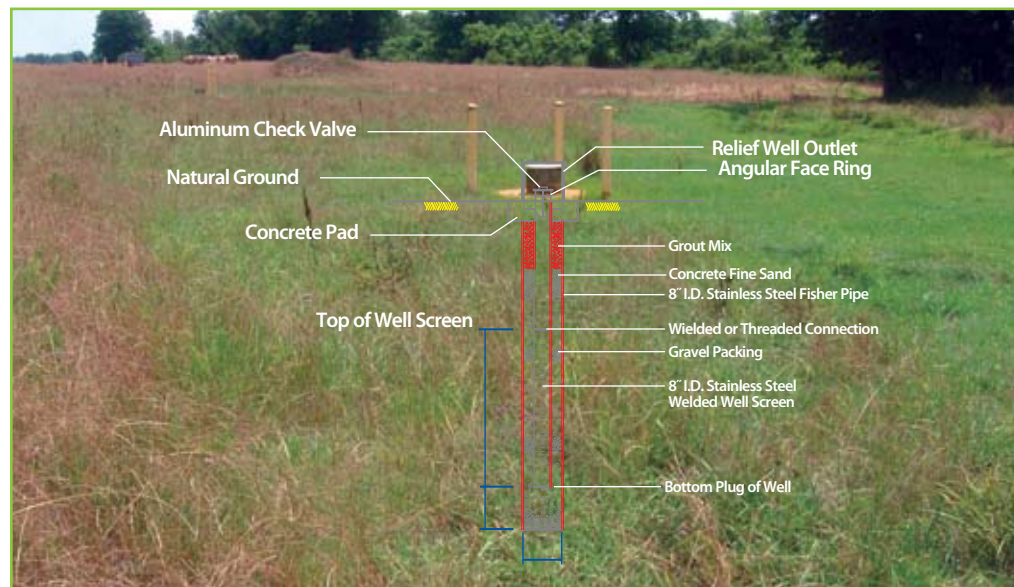 Aluminum Check Valve
Relief Well Outlet
Angular Face Ring
Natural Ground
Concrete Pad
Grout Mix
Concrete Fine Sand
8" I.D. Stainless Steel Fisher Pipe
Top of Well Screen
Wielded or Threaded Connection
Gravel Packing
8" I.D. Stainless Steel
Welded Well Screen
Bottom Plug of Well